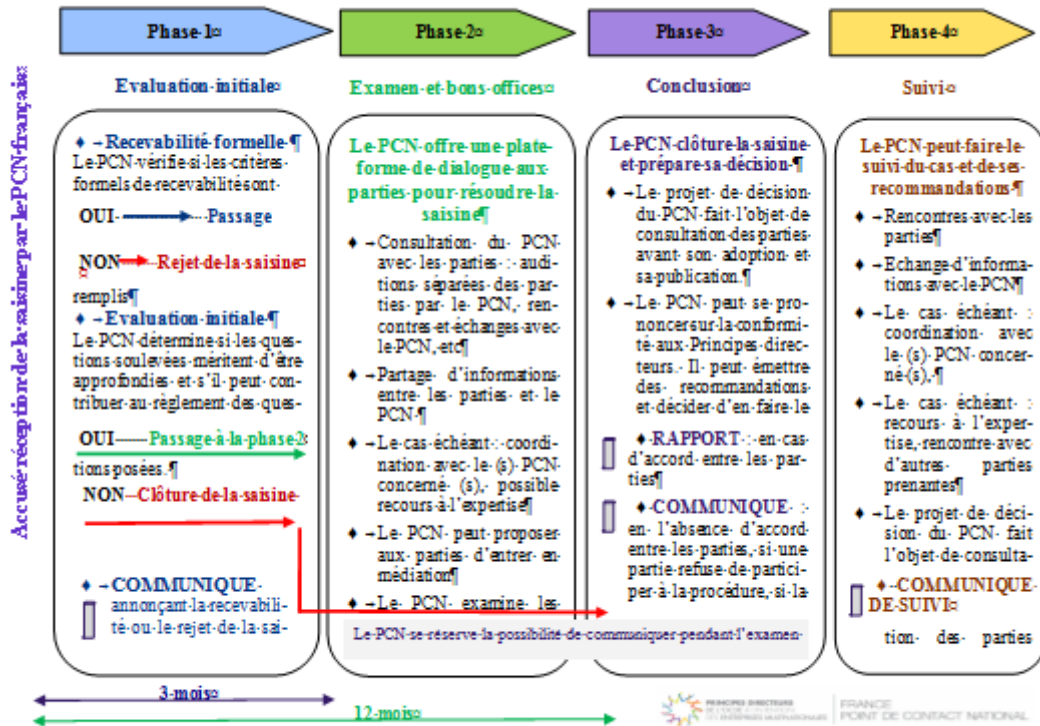 Phase·1¤
Phase·2¤
Phase·3¤
Phase·4¤
Accusé·réception·de·la·saisine·par·le·PCN·français¤
Evaluation·initiale¤
♦→Recevabilité·formelle·¶
Le·PCN·vérifie·si·les·critères·
formels·de·recevabilité·sont·
OUI·→···Passage
NON→···Rejet·de·la·saisine¤
¤
remplis¶
♦→Evaluation·initiale·¶
Le·PCN·détermine·si·les·ques-
tions·soulevées·méritent·d'être·
approfondies·et·s'il·peut·con-
tribuer·au·règlement·des·ques-
OUI·-----Passage·à·la·phase·2¤
tions·posées.·¶
NON·---Clôture·de·la·saisine·
♦→COMMUNIQUE·
annonçant·la·recevabili-
té·ou·le·rejet·de·la·sai-
Examen·et·bons·offices¤
Le·PCN·offre·une·plate-
forme·de·dialogue·aux·
parties·pour·résoudre·la·
saisine¶
♦→Consultation·du·PCN·
avec·les·parties·:·audi-
tions·séparées·des·par-
ties·par·le·PCN,·ren-
contres·et·échanges·avec·
le·PCN,·etc¶
♦→Partage·d'informations·
entre·les·parties·et·le·
PCN·¶
♦→Le·cas·échéant·:·coordi-
nation·avec·le·(s)·PCN·
concerné·(s),·possible·
recours·à·l'expertise¶
♦→Le·PCN·peut·proposer·
aux·parties·d'entrer·en·
médiation¶
♦→Le·PCN·examine·les·
Conclusion¤
Le·PCN·clôture·la·saisine·
et·prépare·sa·décision·¶
♦→Le·projet·de·décision·
du·PCN·fait·l'objet·de·
consultation·des·parties·
avant·son·adoption·et·
sa·publication.¶
♦→Le·PCN·peut·se·pro-
noncer·sur·la·conformi-
té·aux·Principes·direc-
teurs.·Il·peut·émettre·
des·recommandations·
et·décider·d'en·faire·le·
♦·RAPPORT·:·en·cas·
d'accord·entre·les·par-
ties¶
♦·COMMUNIQUE·:·
en·l'absence·d'accord·
entre·les·parties,·si·une·
partie·refuse·de·partici-
per·à·la·procédure,·si·la·
Suivi¤
Le·PCN·peut·faire·le·
suivi·du·cas·et·de·ses·
recommandations·¶
♦→Rencontres·avec·les·
parties¶
♦→Echange·d'informa-
tions·avec·le·PCN¶
♦→Le·cas·échéant·:·
coordination·avec·
le·(s)·PCN·concer-
né·(s),·¶
♦→Le·cas·échéant·:·
recours·à·l'expertise,·rencontre·avec·
d'autres·parties·
prenantes¶
♦→Le·projet·de·déci-
sion·du·PCN·fait·
l'objet·de·consulta-
♦·COMMUNIQUE·
DE·SUIVI¤
tion·des·parties
Le·PCN·se·réserve·la·possibilité·de·communiquer·pendant·l'examen·
3·mois¤
12·mois¤
PRINCIPES DIRECTEURS
ENTREPRISES MULTINATIONALES
FRANCE
POINT DE CONTACT NATIONAL